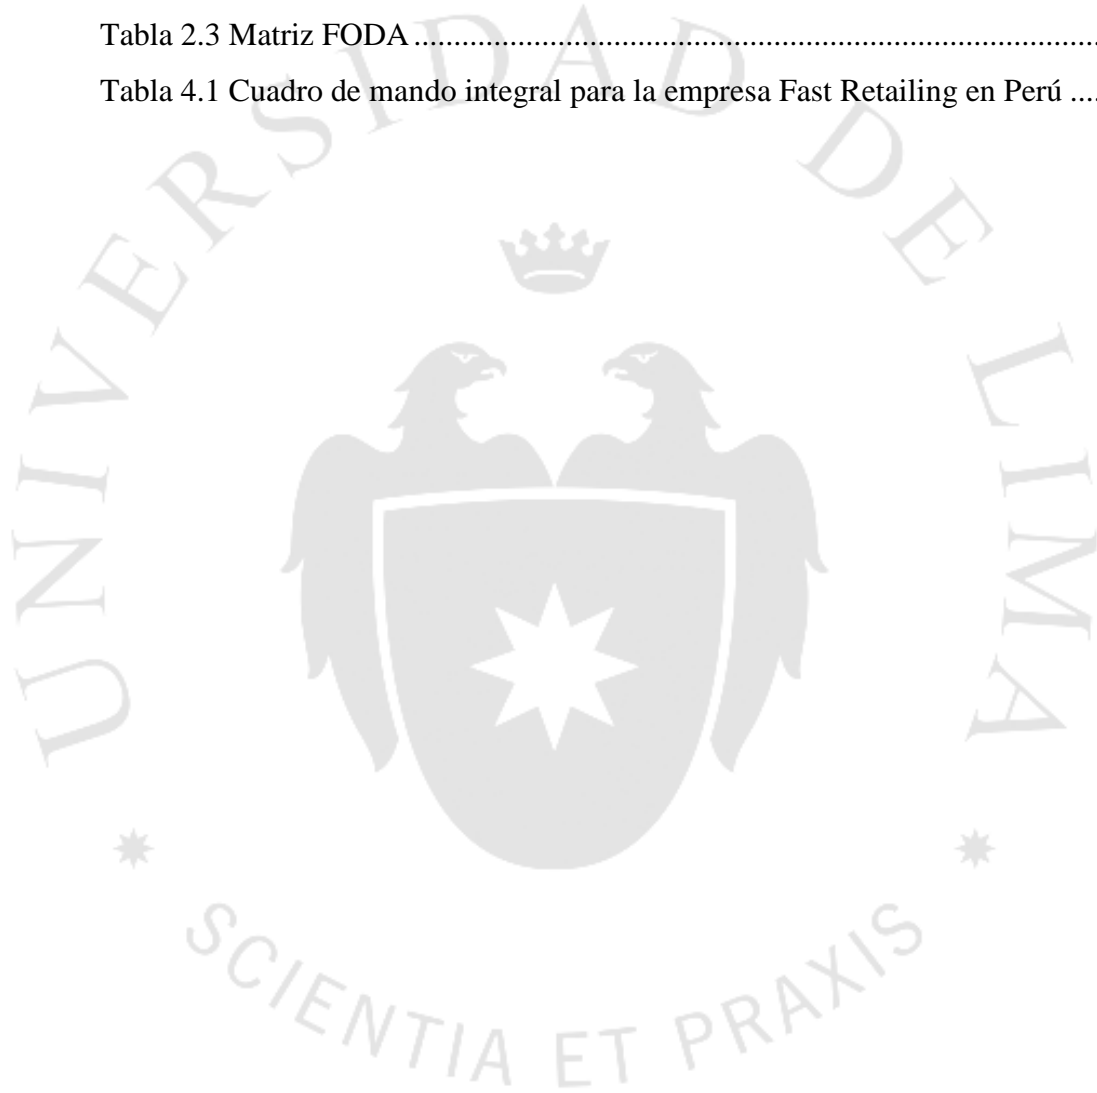 Tabla 2.3 Matriz FODA ....................................................................................
Tabla 4.1 Cuadro de mando integral para la empresa Fast Retailing en Perú ....
UNIVERSIDAD DE LIMA
SCIENTIA ET PRAXIS